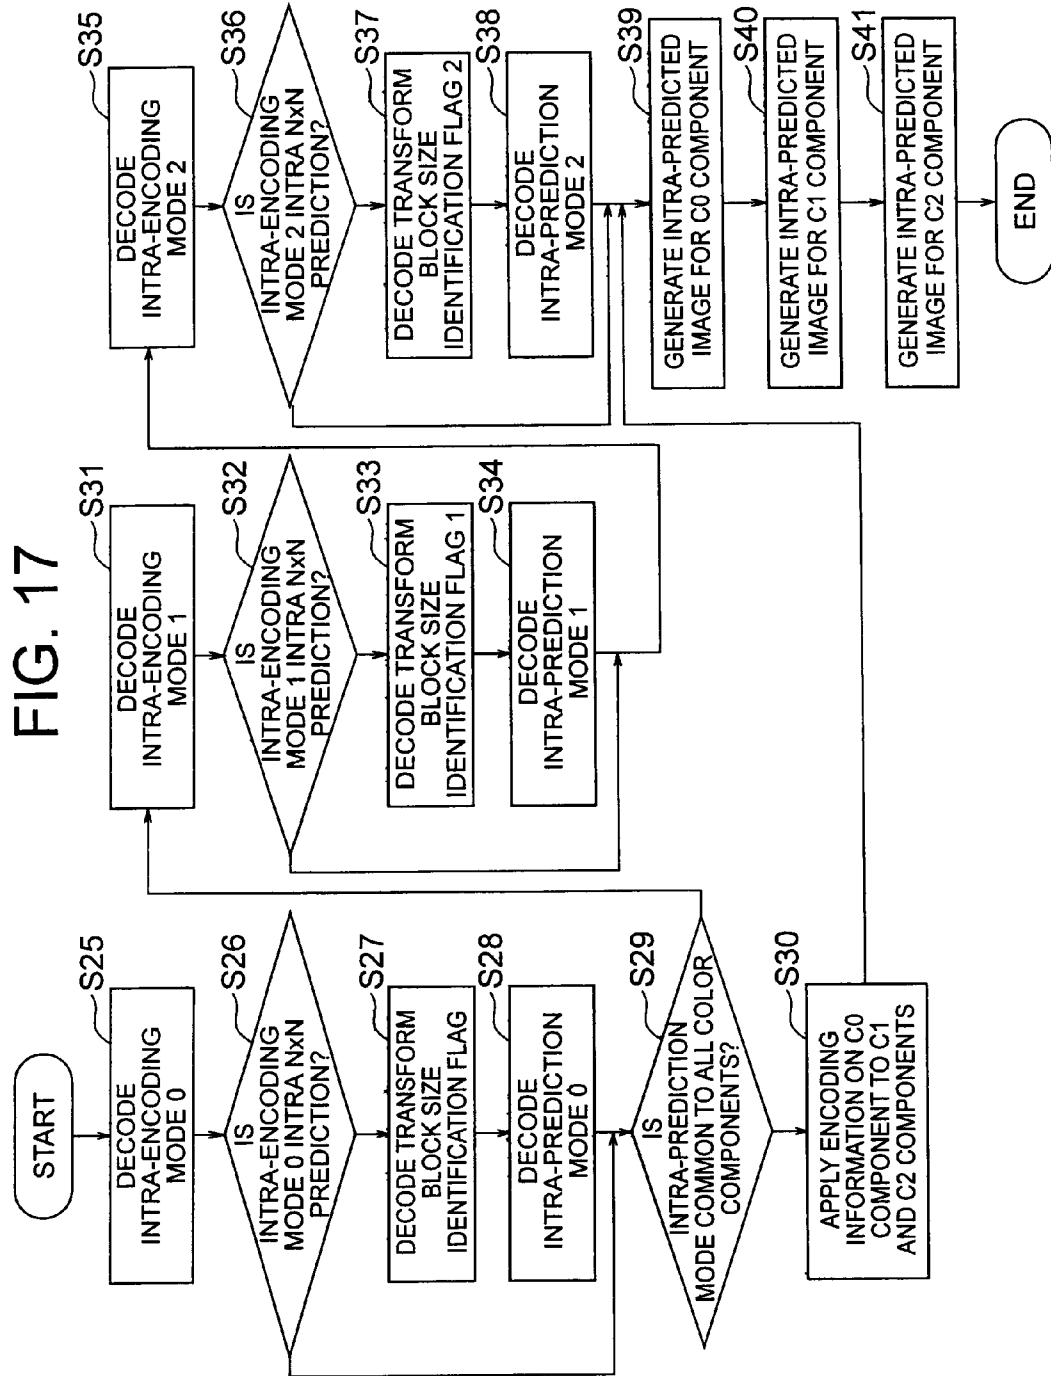 FIG. 17
START
DECODE
INTRA-ENCODING
MODE 0
S25
IS
INTRA-ENCODING
MODE 0 INTRA NxN
PREDICTION?
S26
DECODE TRANSFORM
BLOCK SIZE
IDENTIFICATION FLAG
S27
DECODE
INTRA-PREDICTION
MODE 0
S28
IS
INTRA-PREDICTION
MODE COMMON TO ALL COLOR
COMPONENTS?
S29
APPLY ENCODING
INFORMATION ON C0
COMPONENT TO C1
AND C2 COMPONENTS
S30
DECODE
INTRA-ENCODING
MODE 1
S31
IS
INTRA-ENCODING
MODE 1 INTRA NxN
PREDICTION?
S32
DECODE TRANSFORM
BLOCK SIZE
IDENTIFICATION FLAG 1
S33
DECODE
INTRA-PREDICTION
MODE 1
S34
DECODE
INTRA-ENCODING
MODE 2
S35
IS
INTRA-ENCODING
MODE 2 INTRA NxN
PREDICTION?
S36
DECODE TRANSFORM
BLOCK SIZE
IDENTIFICATION FLAG 2
S37
DECODE
INTRA-PREDICTION
MODE 2
S38
GENERATE INTRA-PREDICTED
IMAGE FOR C0 COMPONENT
S39
GENERATE INTRA-PREDICTED
IMAGE FOR C1 COMPONENT
S40
GENERATE INTRA-PREDICTED
IMAGE FOR C2 COMPONENT
S41
END